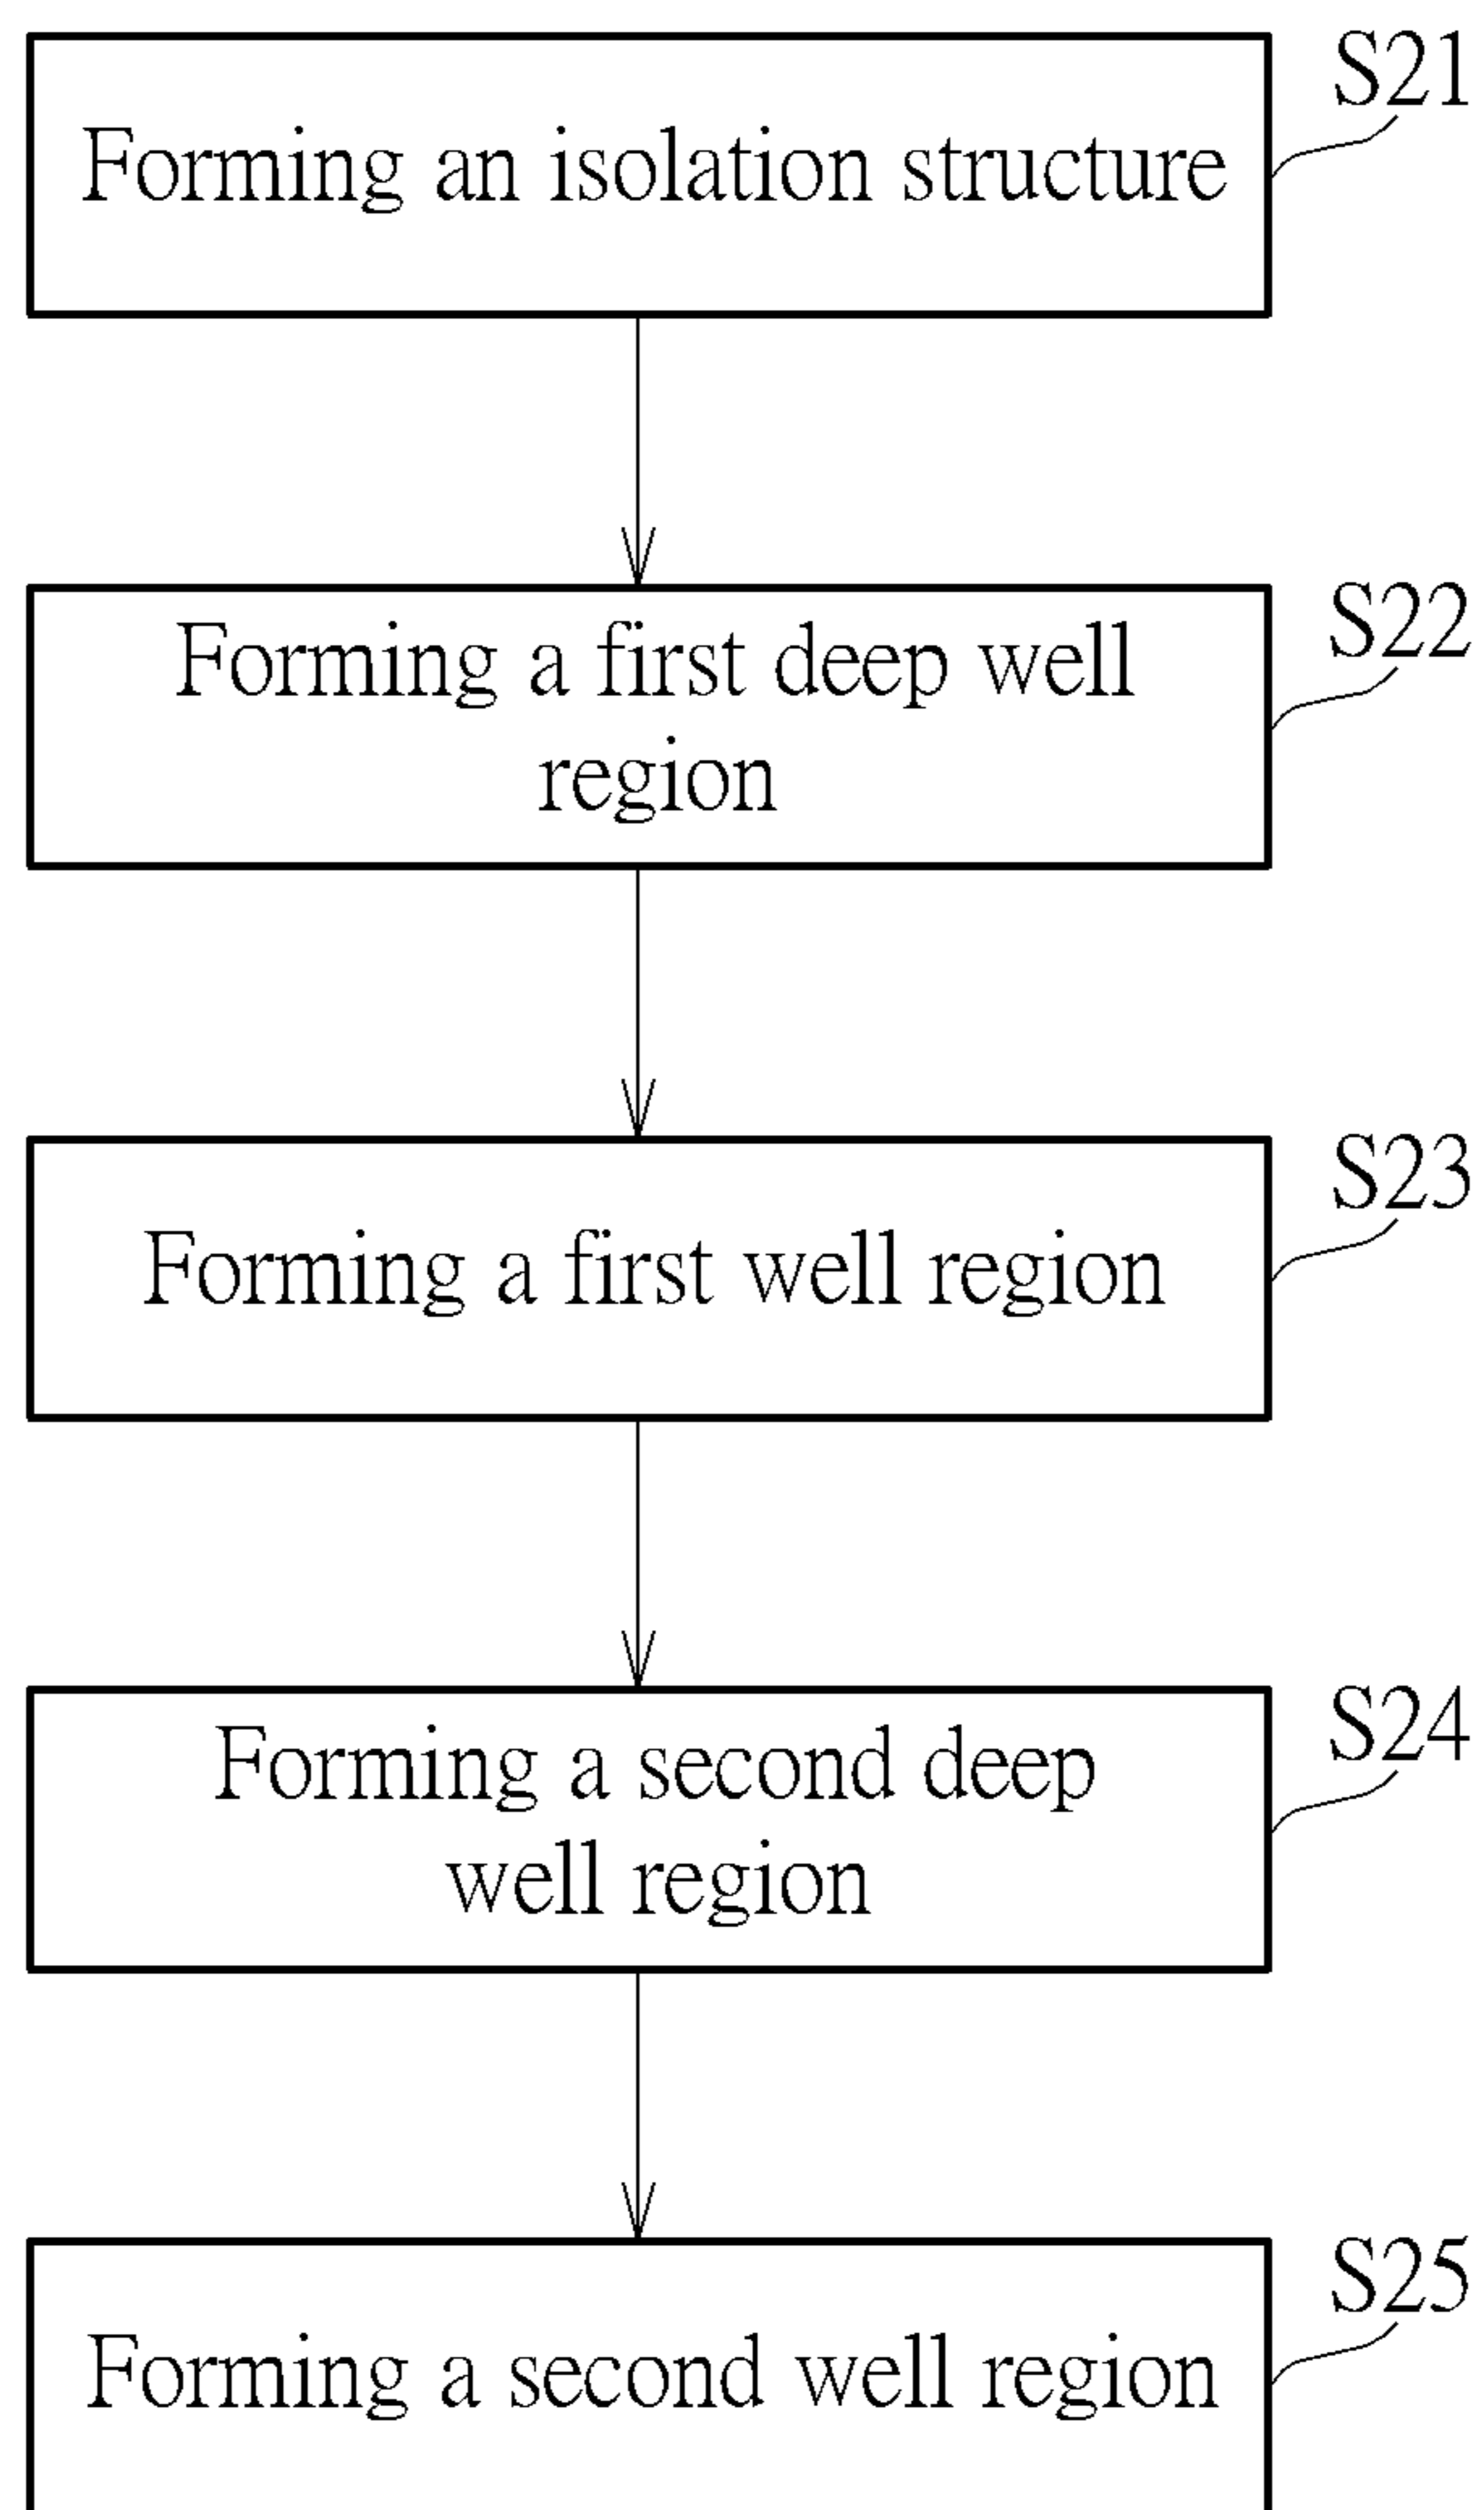 S21
Forming an isolation structure
S22
Forming a first deep well
region
S23
Forming a first well region
S24
Forming a second deep
well region
S25
Forming a second well region